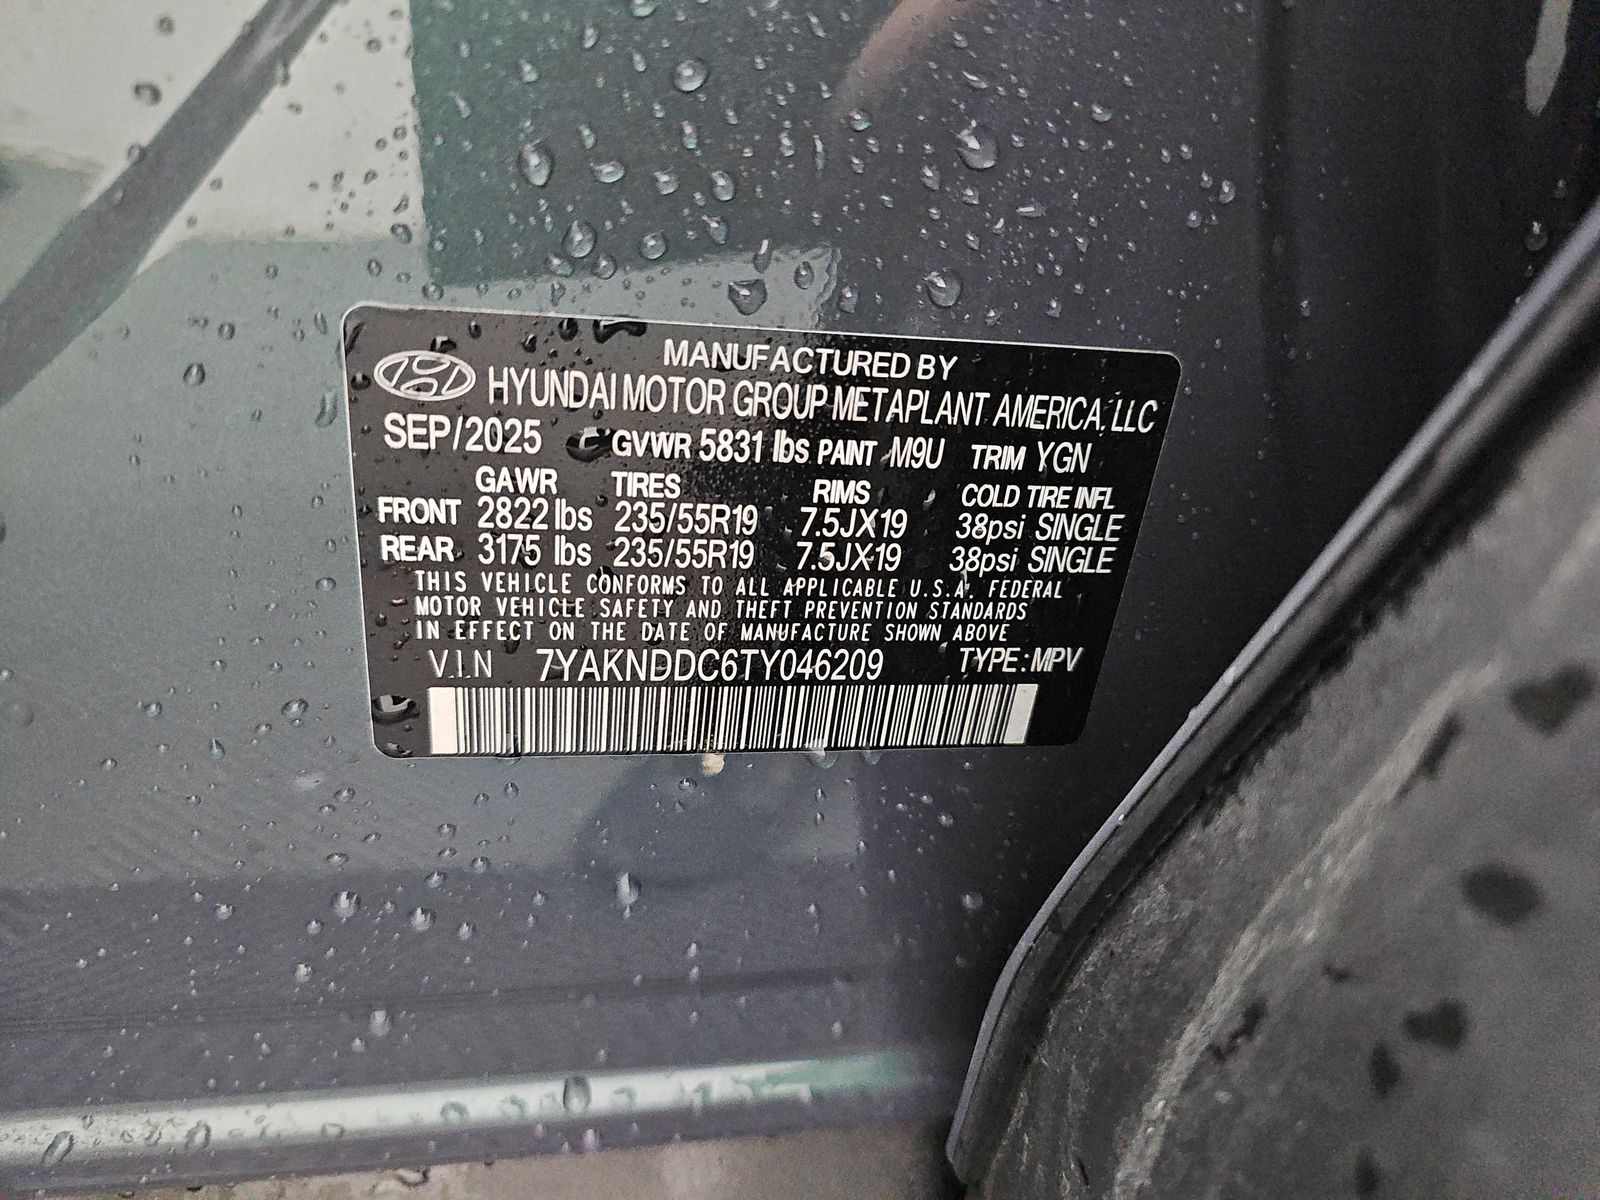 MANUFACTURED BY
HYUNDAI MOTOR GROUP METAPLANT AMERICA, LLC
SEP/2025 GVWR 5831 lbs PAINT M9U TRIM YGN
GAWR TIRES RIMS COLD TIRE INFL
FRONT 2822 lbs 235/55R19 7.5JX19 38psi SINGLE
REAR 3175 lbs 235/55R19 7.5JX19 38psi SINGLE
THIS VEHICLE CONFORMS TO ALL APPLICABLE U.S.A. FEDERAL
MOTOR VEHICLE SAFETY AND THEFT PREVENTION STANDARDS
IN EFFECT ON THE DATE OF MANUFACTURE SHOWN ABOVE
V.I.N 7YAKNDDC6TY046209 TYPE: MPV